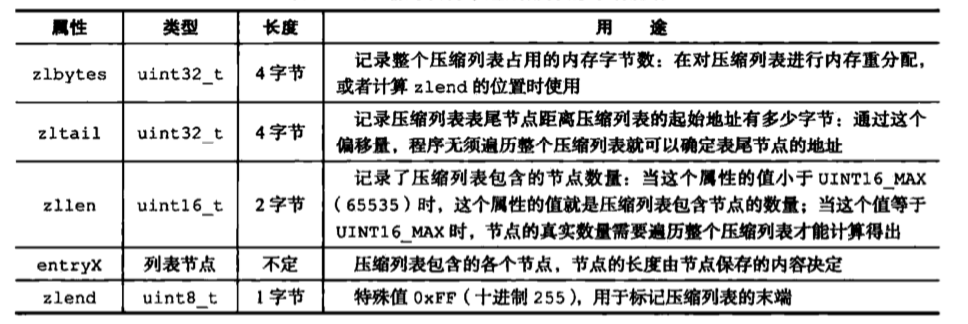 属性 类型 长度 用 途
zlbytes uint32_t 4字节 记录整个压缩列表占用的内存字节数：在对压缩列表进行内存重分配，
或者计算 zlend 的位置时使用
zltail uint32_t 4字节 记录压缩列表表尾节点距离压缩列表的起始地址有多少字节：通过这个
偏移量，程序无须遍历整个压缩列表就可以确定表尾节点的地址
zllen uint16_t 2字节 记录了压缩列表包含的节点数量：当这个属性的值小于 UINT16_MAX
（65535）时，这个属性的值就是压缩列表包含节点的数量；当这个值等于
UINT16_MAX 时，节点的真实数量需要遍历整个压缩列表才能计算得出
entryX 列表节点 不定 压缩列表包含的各个节点，节点的长度由节点保存的内容决定
zlend uint8_t 1字节 特殊值 0xFF（十进制 255），用于标记压缩列表的末端